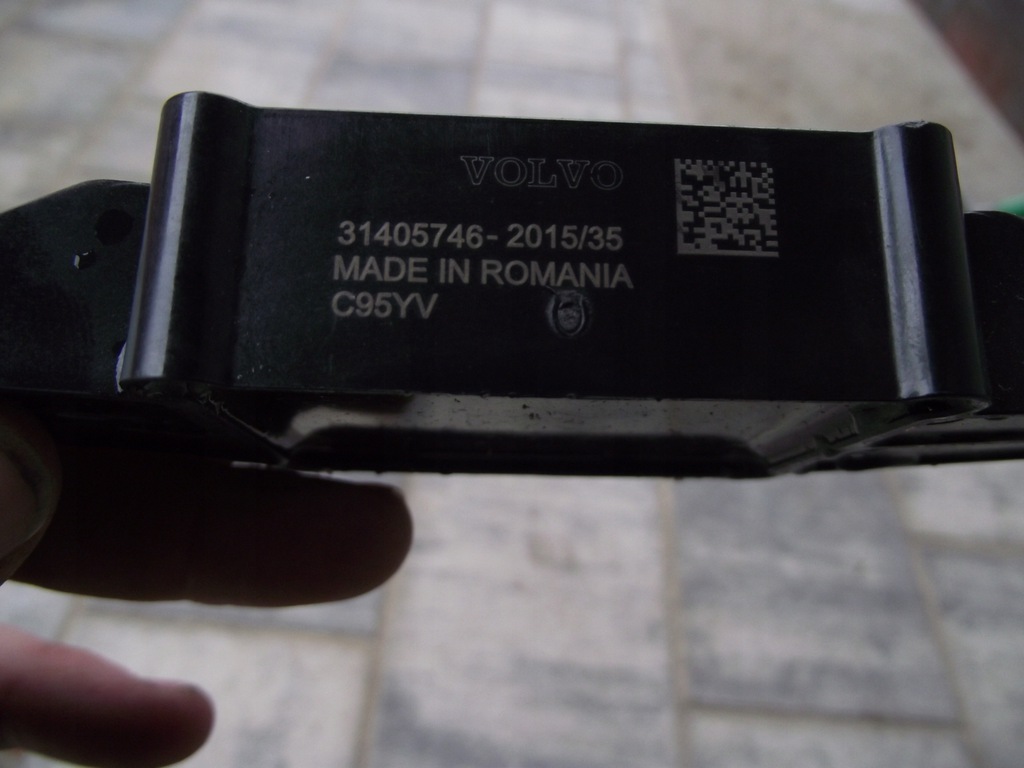 VOLVO
31405746-2015/35
MADE IN ROMANIA
C95YV